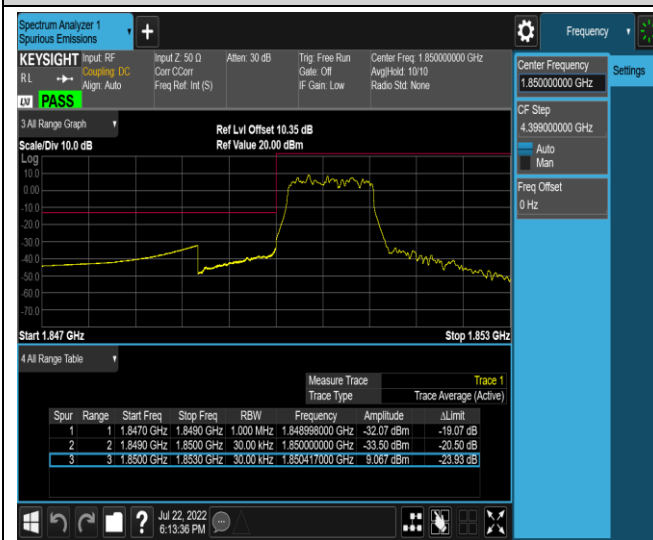 Spectrum Analyzer 1
Spurious Emissions
+
Frequency
KEYSIGHT Input: RF Input Z: 50 Ω Atten: 30 dB Trig: Free Run Center Freq: 1.850000000 GHz
RL Coupling: DC Corr CCorr Gate: Off Avg|Hold: 10/10
Align: Auto Freq Ref: Int (S) IF Gain: Low Radio Std: None
LXI PASS
Center Frequency
1.850000000 GHz
Settings
CF Step
4.399000000 GHz
Auto
Man
Freq Offset
0 Hz
3 All Range Graph
Ref Lvl Offset 10.35 dB
Scale/Div 10.0 dB Ref Value 20.00 dBm
Log
10.0
0.00
-10.0
-20.0
-30.0
-40.0
-50.0
-60.0
-70.0
Start 1.847 GHz Stop 1.853 GHz
4 All Range Table
Measure Trace Trace 1
Trace Type Trace Average (Active)
Spur Range Start Freq Stop Freq RBW Frequency Amplitude ΔLimit
1 1 1.8470 GHz 1.8490 GHz 1.000 MHz 1.848998000 GHz -32.07 dBm -19.07 dB
2 2 1.8490 GHz 1.8500 GHz 30.00 kHz 1.850000000 GHz -33.50 dBm -20.50 dB
3 3 1.8500 GHz 1.8530 GHz 30.00 kHz 1.850417000 GHz 9.067 dBm -23.93 dB
? Jul 22, 2022
6:13:36 PM